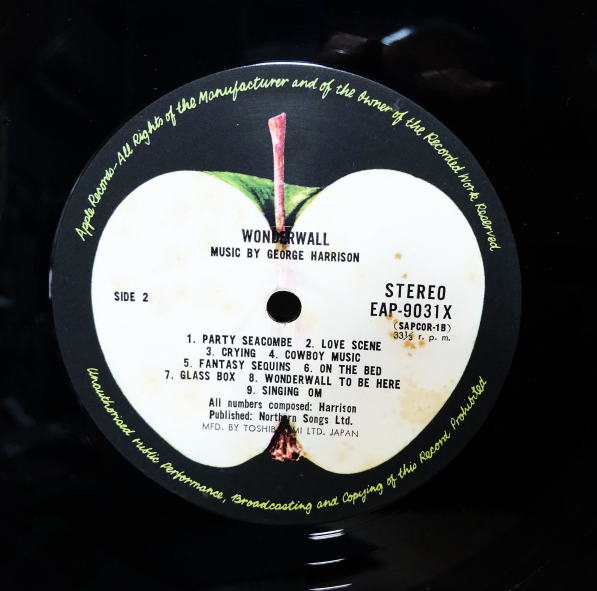 Apple Records-All Rights of the Manufacturer and of the Owner of the Recorded Work Reserved
WONDERWALL
MUSIC BY GEORGE HARRISON
SIDE 2
STEREO
EAP-9031X
(SAPCOR-1B)
33⅓ r. p. m.
1. PARTY SEACOMBE 2. LOVE SCENE
3. CRYING 4. COWBOY MUSIC
5. FANTASY SEQUINS 6. ON THE BED
7. GLASS BOX 8. WONDERWALL TO BE HERE
9. SINGING OM
All numbers composed: Harrison
Published: Northern Songs Ltd.
MFD. BY TOSHIBA EMI LTD. JAPAN
Unauthorised Public Performance, Broadcasting and Copying of this Record Prohibited